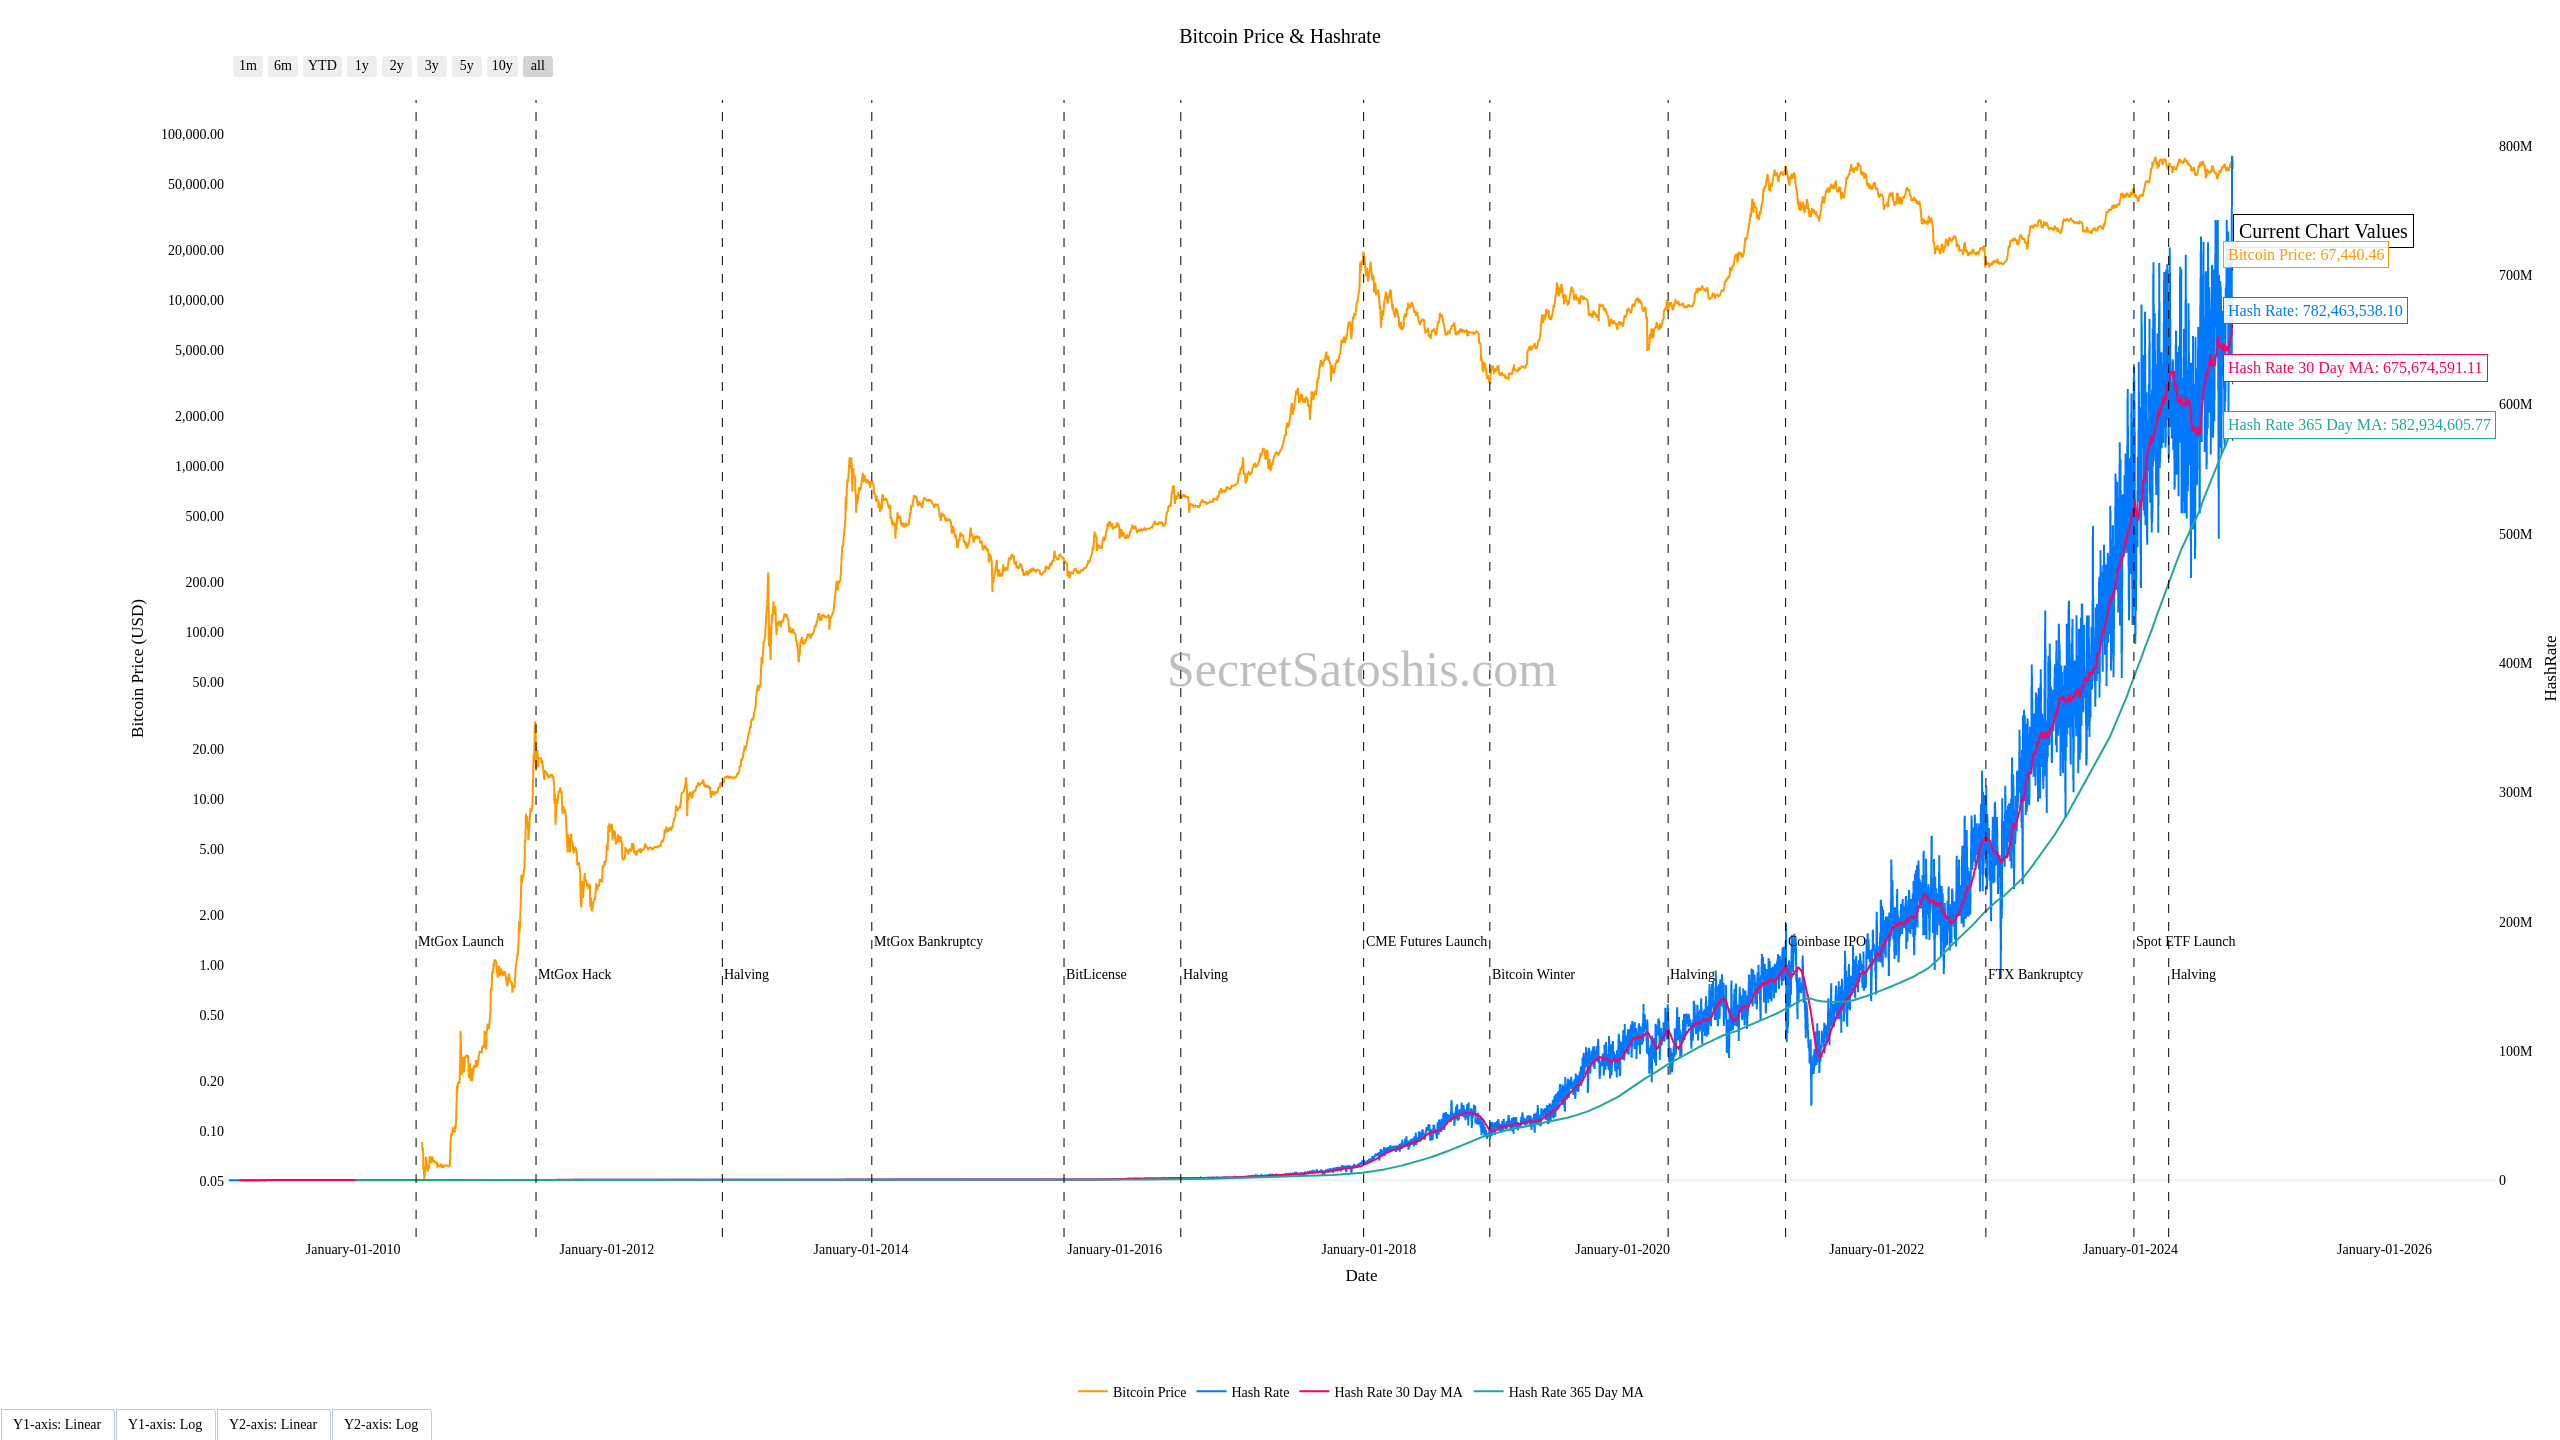 Bitcoin Price & Hashrate
1m 6m YTD 1y 2y 3y 5y 10y all
100,000.00
50,000.00
20,000.00
10,000.00
5,000.00
2,000.00
1,000.00
500.00
200.00
100.00
50.00
20.00
10.00
5.00
2.00
1.00
0.50
0.20
0.10
0.05
Bitcoin Price (USD)
800M
700M
600M
500M
400M
300M
200M
100M
0
HashRate
Current Chart Values
Bitcoin Price: 67,440.46
Hash Rate: 782,463,538.10
Hash Rate 30 Day MA: 675,674,591.11
Hash Rate 365 Day MA: 582,934,605.77
SecretSatoshis.com
MtGox Launch
MtGox Hack
Halving
MtGox Bankruptcy
BitLicense
Halving
CME Futures Launch
Bitcoin Winter
Halving
Coinbase IPO
FTX Bankruptcy
Spot ETF Launch
Halving
January-01-2010 January-01-2012 January-01-2014 January-01-2016 January-01-2018 January-01-2020 January-01-2022 January-01-2024 January-01-2026
Date
Bitcoin Price Hash Rate Hash Rate 30 Day MA Hash Rate 365 Day MA
Y1-axis: Linear Y1-axis: Log Y2-axis: Linear Y2-axis: Log